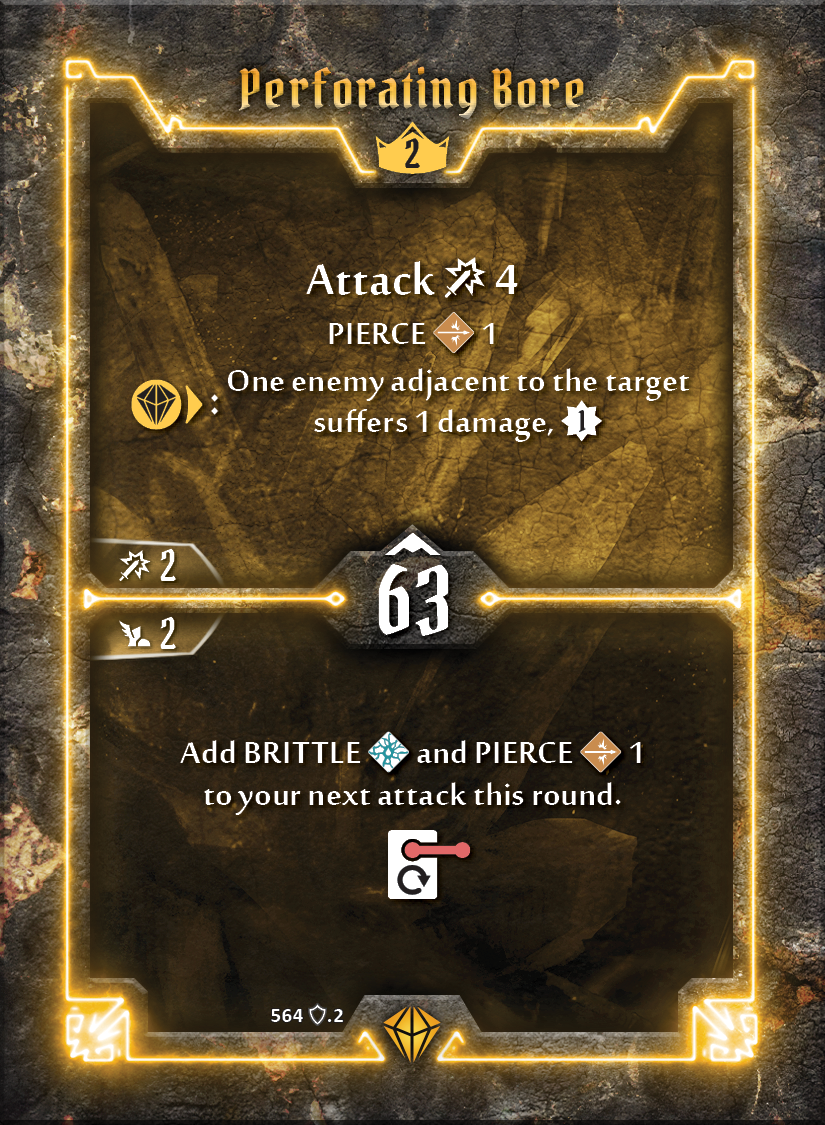 Perforating Bore
2
Attack 4
PIERCE 1
: One enemy adjacent to the target
suffers 1 damage, 1
2
63
2
Add BRITTLE and PIERCE 1
to your next attack this round.
564 .2